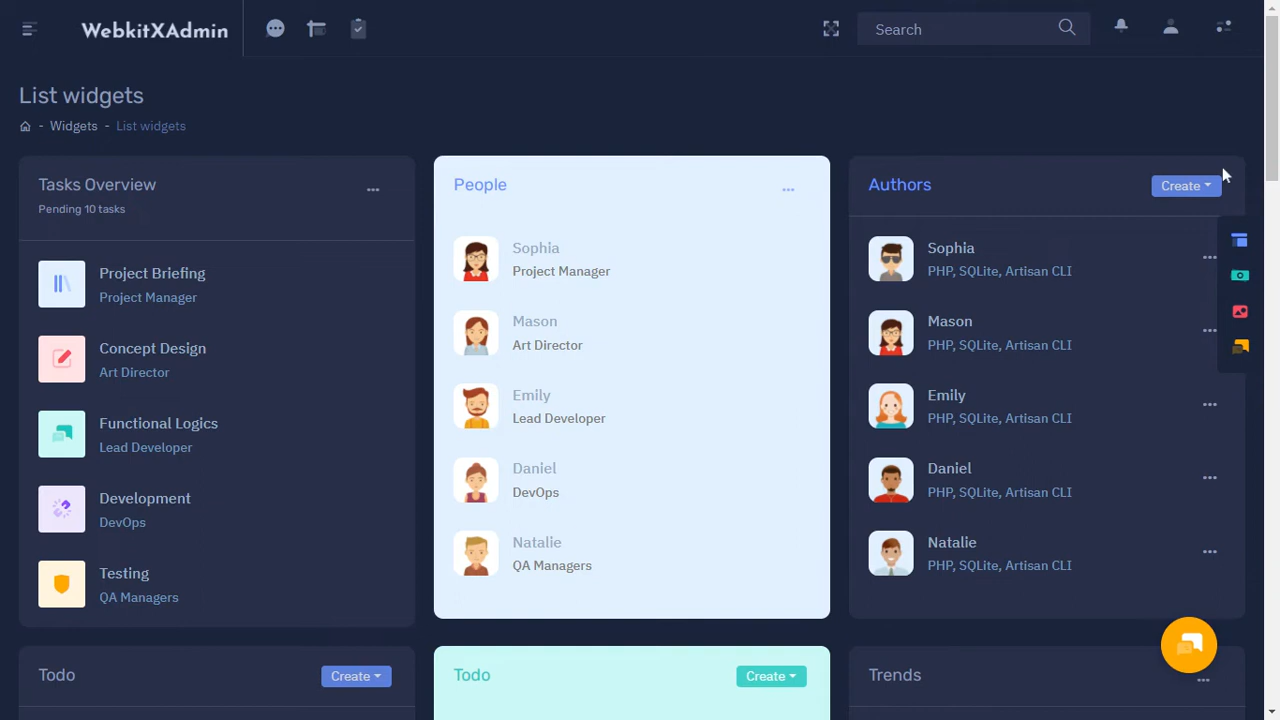 WebkitXAdmin
Search
List widgets
- Widgets - List widgets
Tasks Overview
Pending 10 tasks
Project Briefing
Project Manager
Concept Design
Art Director
Functional Logics
Lead Developer
Development
DevOps
Testing
QA Managers
People
Sophia
Project Manager
Mason
Art Director
Emily
Lead Developer
Daniel
DevOps
Natalie
QA Managers
Authors
Create
Sophia
PHP, SQLite, Artisan CLI
Mason
PHP, SQLite, Artisan CLI
Emily
PHP, SQLite, Artisan CLI
Daniel
PHP, SQLite, Artisan CLI
Natalie
PHP, SQLite, Artisan CLI
Todo
Create
Todo
Create
Trends